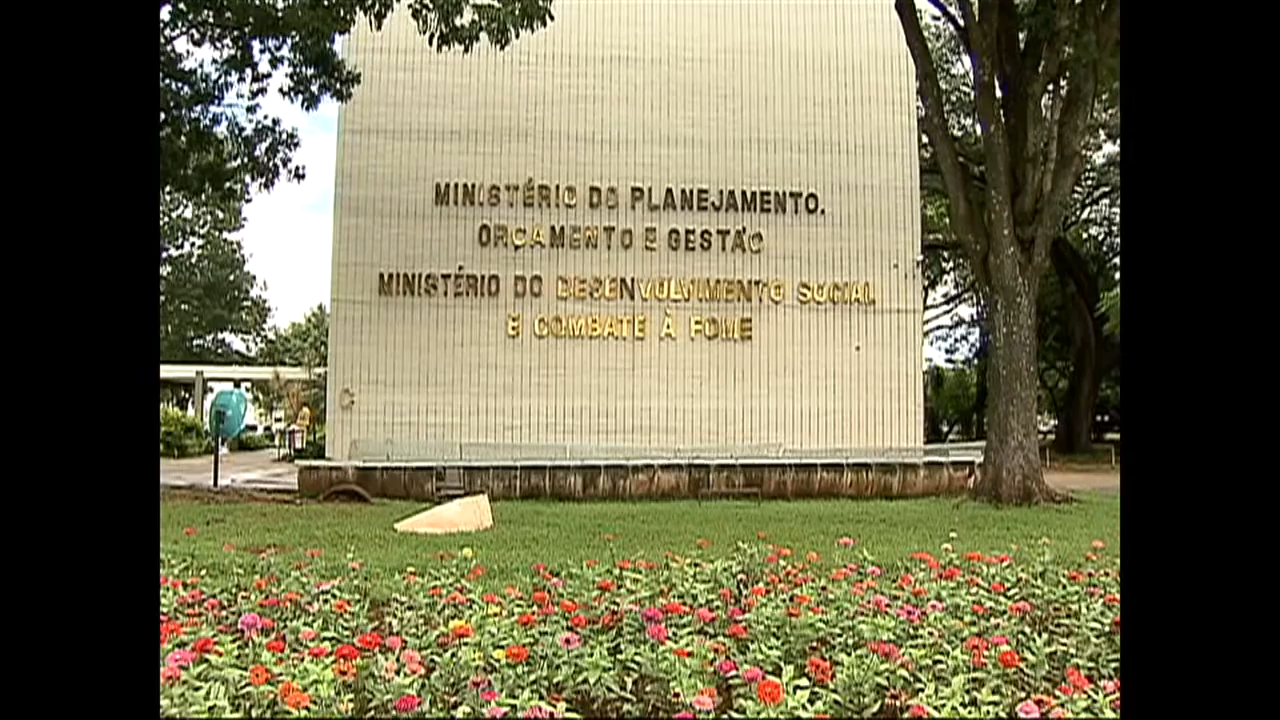 MINISTÉRIO DO PLANEJAMENTO,
ORÇAMENTO E GESTÃO
MINISTÉRIO DO DESENVOLVIMENTO SOCIAL
E COMBATE À FOME